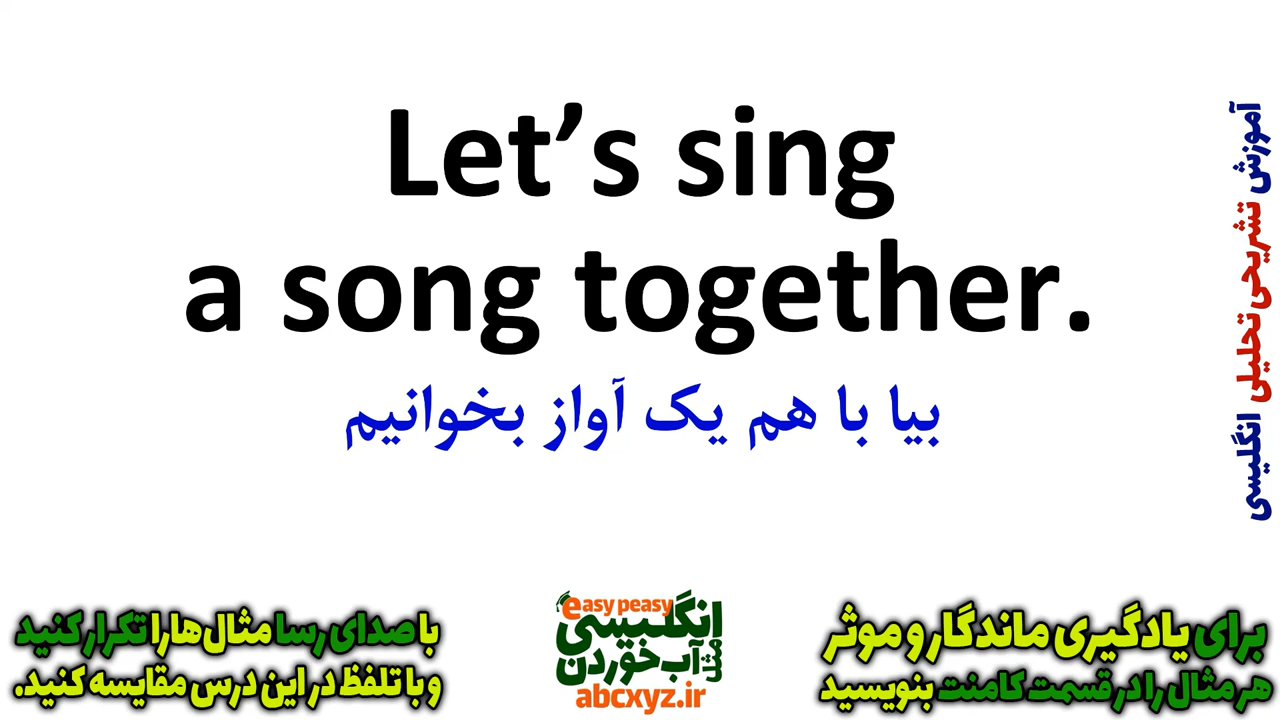 Let’s sing
a song together.
بیا با هم یک آواز بخوانیم
آموزش تشریحی تحلیلی انگلیسی
برای یادگیری ماندگار و موثر
هر مثال را در قسمت کامنت بنویسید
easy peasy
انگلیسی
مثل آب خوردن
abcxyz.ir
با صدای رسا مثال‌ها را تکرار کنید
و با تلفظ در این درس مقایسه کنید.